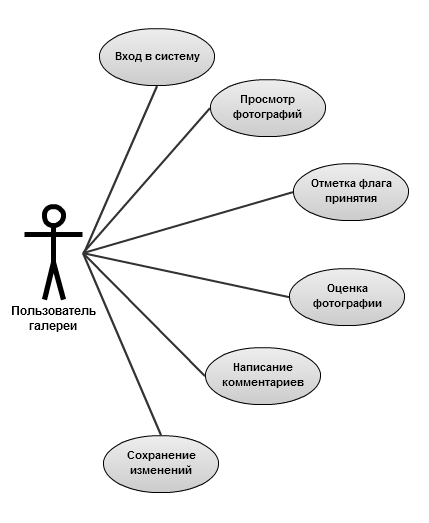 Вход в систему
Просмотр
фотографий
Отметка флага
принятия
Пользователь
галереи
Оценка
фотографии
Написание
комментариев
Сохранение
изменений